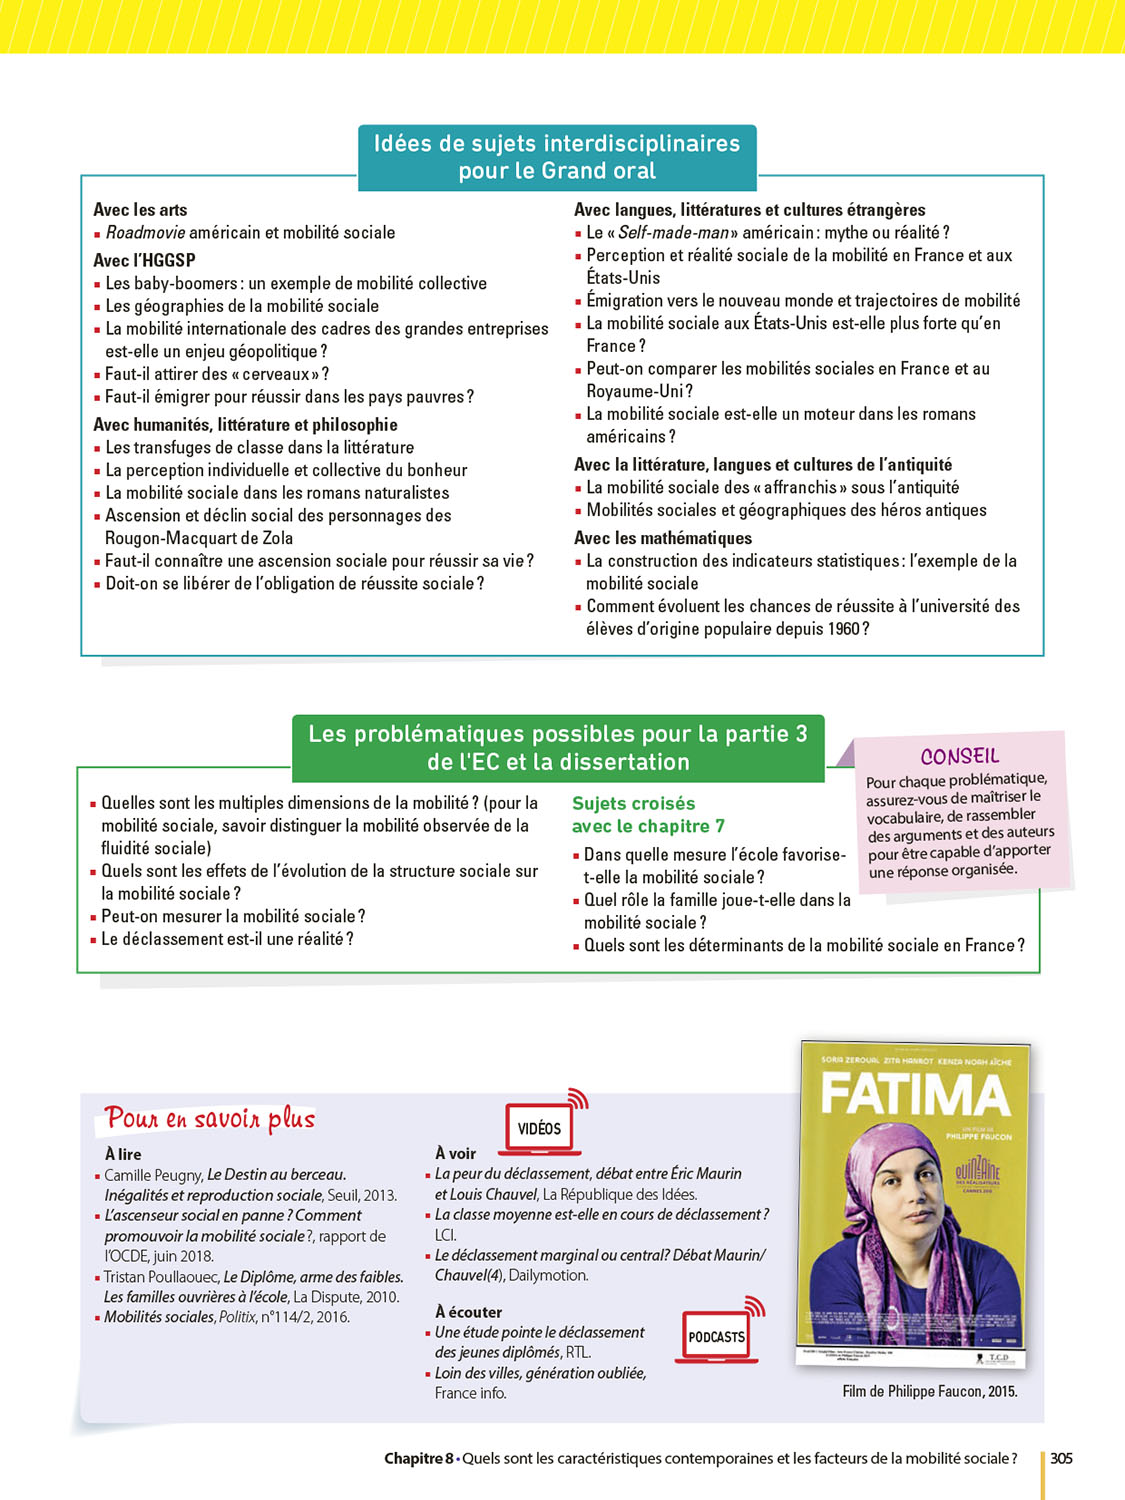 Idées de sujets interdisciplinaires
pour le Grand oral
Avec les arts
▪ Roadmovie américain et mobilité sociale
Avec l'HGGSP
▪ Les baby-boomers : un exemple de mobilité collective
▪ Les géographies de la mobilité sociale
▪ La mobilité internationale des cadres des grandes entreprises
est-elle un enjeu géopolitique ?
▪ Faut-il attirer des « cerveaux » ?
▪ Faut-il émigrer pour réussir dans les pays pauvres ?
Avec humanités, littérature et philosophie
▪ Les transfuges de classe dans la littérature
▪ La perception individuelle et collective du bonheur
▪ La mobilité sociale dans les romans naturalistes
▪ Ascension et déclin social des personnages des
Rougon-Macquart de Zola
▪ Faut-il connaître une ascension sociale pour réussir sa vie ?
▪ Doit-on se libérer de l'obligation de réussite sociale ?
Avec langues, littératures et cultures étrangères
▪ Le « Self-made-man » américain : mythe ou réalité ?
▪ Perception et réalité sociale de la mobilité en France et aux
États-Unis
▪ Émigration vers le nouveau monde et trajectoires de mobilité
▪ La mobilité sociale aux États-Unis est-elle plus forte qu'en
France ?
▪ Peut-on comparer les mobilités sociales en France et au
Royaume-Uni ?
▪ La mobilité sociale est-elle un moteur dans les romans
américains ?
Avec la littérature, langues et cultures de l'antiquité
▪ La mobilité sociale des « affranchis » sous l'antiquité
▪ Mobilités sociales et géographiques des héros antiques
Avec les mathématiques
▪ La construction des indicateurs statistiques : l'exemple de la
mobilité sociale
▪ Comment évoluent les chances de réussite à l'université des
élèves d'origine populaire depuis 1960 ?
Les problématiques possibles pour la partie 3
de l'EC et la dissertation
▪ Quelles sont les multiples dimensions de la mobilité ? (pour la
mobilité sociale, savoir distinguer la mobilité observée de la
fluidité sociale)
▪ Quels sont les effets de l'évolution de la structure sociale sur
la mobilité sociale ?
▪ Peut-on mesurer la mobilité sociale ?
▪ Le déclassement est-il une réalité ?
Sujets croisés
avec le chapitre 7
▪ Dans quelle mesure l'école favorise-
t-elle la mobilité sociale ?
▪ Quel rôle la famille joue-t-elle dans la
mobilité sociale ?
▪ Quels sont les déterminants de la mobilité sociale en France ?
CONSEIL
Pour chaque problématique,
assurez-vous de maîtriser le
vocabulaire, de rassembler
des arguments et des auteurs
pour être capable d'apporter
une réponse organisée.
Pour en savoir plus
À lire
▪ Camille Peugny, Le Destin au berceau.
Inégalités et reproduction sociale, Seuil, 2013.
▪ L'ascenseur social en panne ? Comment
promouvoir la mobilité sociale ?, rapport de
l'OCDE, juin 2018.
▪ Tristan Poullaouec, Le Diplôme, arme des faibles.
Les familles ouvrières à l'école, La Dispute, 2010.
▪ Mobilités sociales, Politix, n°114/2, 2016.
VIDÉOS
À voir
▪ La peur du déclassement, débat entre Éric Maurin
et Louis Chauvel, La République des Idées.
▪ La classe moyenne est-elle en cours de déclassement ?
LCI.
▪ Le déclassement marginal ou central? Débat Maurin/
Chauvel(4), Dailymotion.
À écouter
▪ Une étude pointe le déclassement
des jeunes diplômés, RTL.
▪ Loin des villes, génération oubliée,
France info.
PODCASTS
SORIA ZEROUAL ZITA HANROT KENZA NOAH AÏCHE
FATIMA
UN FILM DE
PHILIPPE FAUCON
QUINZAINE
DES RÉALISATEURS
CANNES 2015
T.C.D
Film de Philippe Faucon, 2015.
Chapitre 8 • Quels sont les caractéristiques contemporaines et les facteurs de la mobilité sociale ? 305